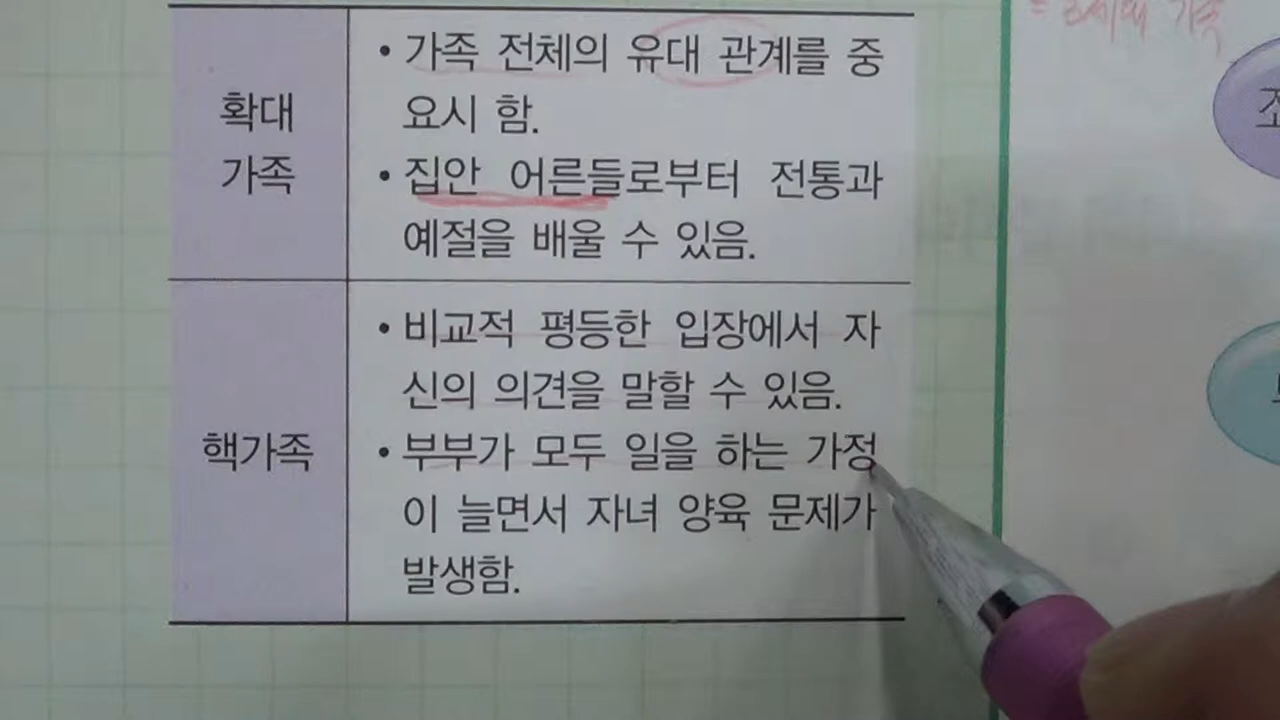 확대
가족
• 가족 전체의 유대 관계를 중
요시 함.
• 집안 어른들로부터 전통과
예절을 배울 수 있음.
핵가족
• 비교적 평등한 입장에서 자
신의 의견을 말할 수 있음.
• 부부가 모두 일을 하는 가정
이 늘면서 자녀 양육 문제가
발생함.
가족